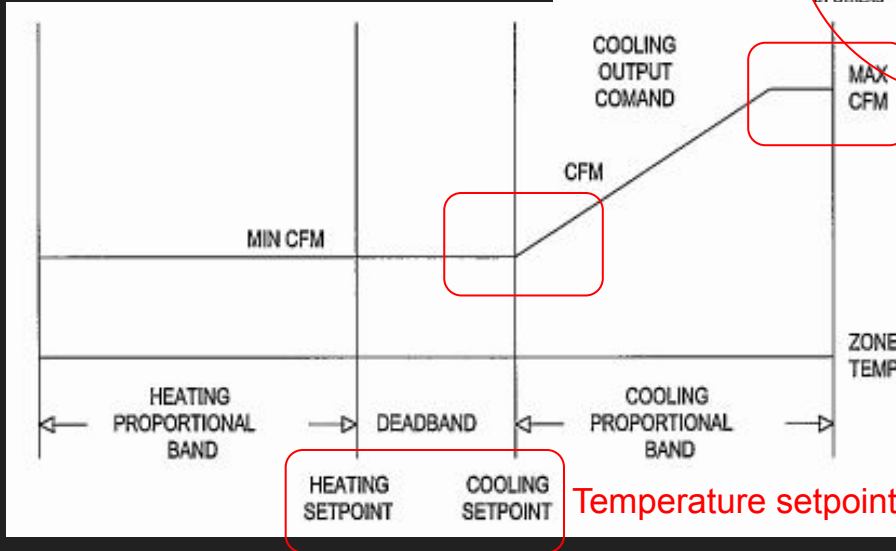 COOLING
OUTPUT
COMAND
MAX
CFM
CFM
MIN CFM
ZONE
TEMP
HEATING
PROPORTIONAL
BAND
DEADBAND
COOLING
PROPORTIONAL
BAND
HEATING
SETPOINT
COOLING
SETPOINT
Temperature setpoint